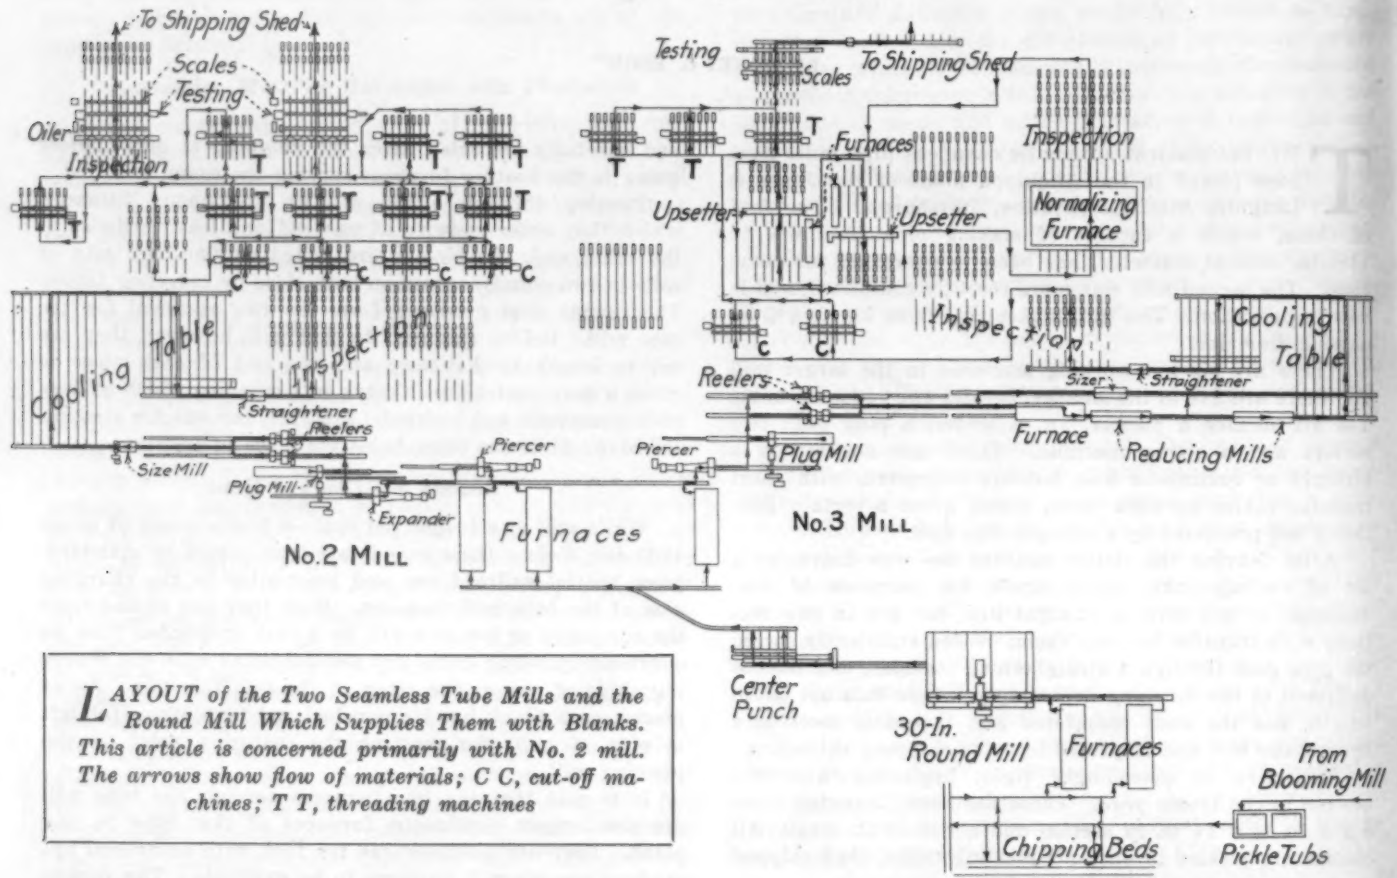 To Shipping Shed
Scales
Testing
Oiler
Inspection
T
T
T
T
T
T
T
T
T
C
C
C
C
Table
Inspection
Cooling
Straightener
Reelers
Size Mill
Plug Mill
Piercer
Expander
No. 2 MILL
Furnaces
Testing
Scales
To Shipping Shed
T
T
T
Furnaces
Inspection
Upsetter
Upsetter
Normalizing
Furnace
C
C
Inspection
Cooling
Table
Reelers
Sizer
Straightener
Furnace
Reducing Mills
Piercer
Plug Mill
No. 3 MILL
Center
Punch
30-In.
Round Mill
Furnaces
From
Blooming Mill
Chipping Beds
Pickle Tubs
LAYOUT of the Two Seamless Tube Mills and the
Round Mill Which Supplies Them with Blanks.
This article is concerned primarily with No. 2 mill.
The arrows show flow of materials; C C, cut-off ma-
chines; T T, threading machines